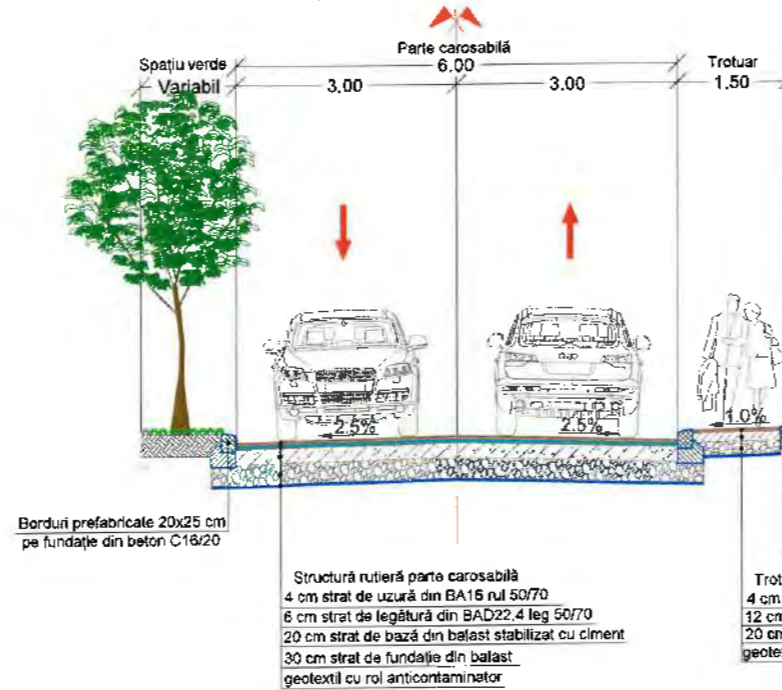 Parte carosabilă
Spațiu verde
6.00
Trotuar
Variabil
3.00
3.00
1.50
2.5%
2.5%
1.0%
Borduri prefabricate 20x25 cm
pe fundație din beton C16/20
Structură rutieră parte carosabilă
4 cm strat de uzură din BA16 rul 50/70
6 cm strat de legătură din BAD22,4 leg 50/70
20 cm strat de bază din balast stabilizat cu ciment
30 cm strat de fundație din balast
geotextil cu rol anticontaminator
Trot
4 cm
12 cm
20 cm
geote